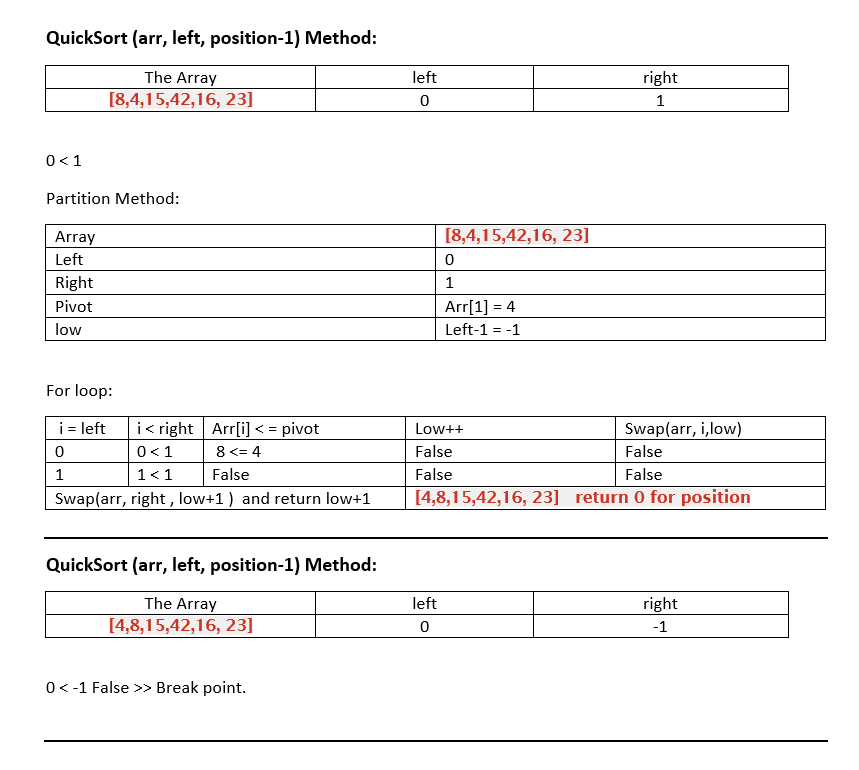 QuickSort (arr, left, position-1) Method:
The Array left right
[8,4,15,42,16, 23] 0 1
0 < 1
Partition Method:
Array [8,4,15,42,16, 23]
Left 0
Right 1
Pivot Arr[1] = 4
low Left-1 = -1
For loop:
i = left i < right Arr[i] < = pivot Low++ Swap(arr, i,low)
0 0 < 1 8 <= 4 False False
1 1 < 1 False False False
Swap(arr, right , low+1 ) and return low+1 [4,8,15,42,16, 23] return 0 for position
QuickSort (arr, left, position-1) Method:
The Array left right
[4,8,15,42,16, 23] 0 -1
0 < -1 False >> Break point.